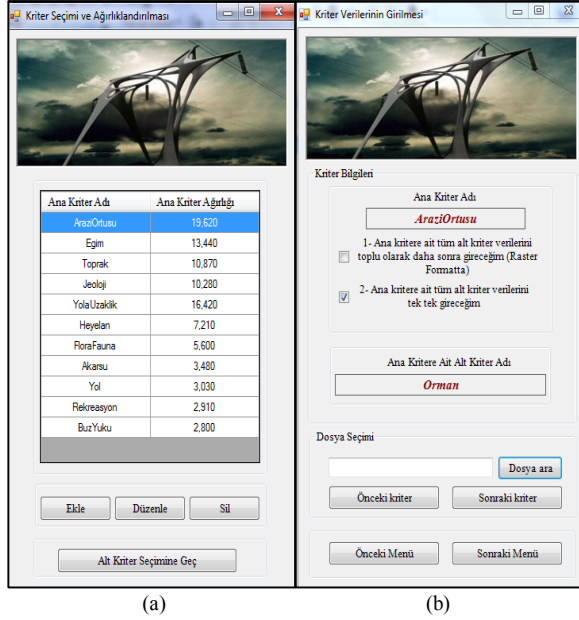 Kriter Seçimi ve Ağırlıklandırılması
Ana Kriter Adı Ana Kriter Ağırlığı
AraziOrtusu 19,620
Egim 13,440
Toprak 10,870
Jeoloji 10,280
YolaUzaklik 16,420
Heyelan 7,210
FloraFauna 5,600
Akarsu 3,480
Yol 3,030
Rekreasyon 2,910
BuzYuku 2,800
Ekle Düzenle Sil
Alt Kriter Seçimine Geç
(a)
Kriter Verilerinin Girilmesi
Kriter Bilgileri
Ana Kriter Adı
AraziOrtusu
1- Ana kritere ait tüm alt kriter verilerini
toplu olarak daha sonra gireceğim (Raster
Formatta)
2- Ana kritere ait tüm alt kriter verilerini
tek tek gireceğim
Ana Kritere Ait Alt Kriter Adı
Orman
Dosya Seçimi
Dosya ara
Önceki kriter Sonraki kriter
Önceki Menü Sonraki Menü
(b)